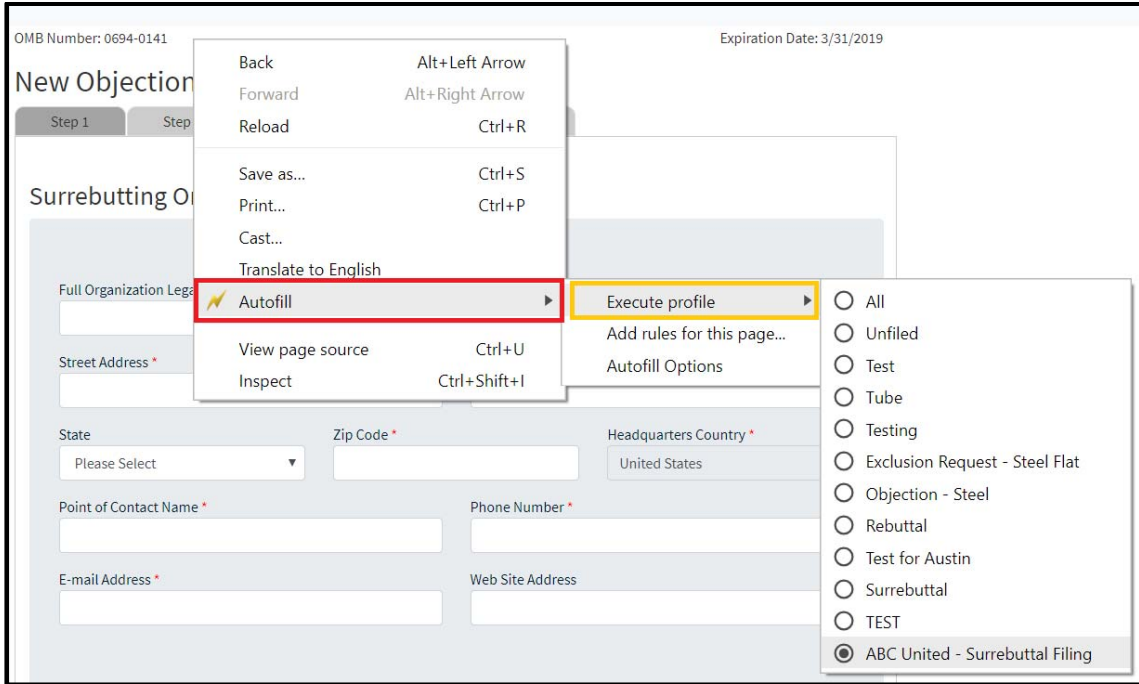 OMB Number: 0694-0141
Expiration Date: 3/31/2019
New Objection
Step 1
Step
Surrebutting
Full Organization
Street Address *
State
Zip Code *
Headquarters Country *
Please Select
United States
Point of Contact Name *
Phone Number *
E-mail Address *
Web Site Address
Back Alt+Left Arrow
Forward Alt+Right Arrow
Reload Ctrl+R
Save as... Ctrl+S
Print... Ctrl+P
Cast...
Translate to English
Autofill
View page source Ctrl+U
Inspect Ctrl+Shift+I
Execute profile
Add rules for this page...
Autofill Options
All
Unfiled
Test
Tube
Testing
Exclusion Request - Steel Flat
Objection - Steel
Rebuttal
Test for Austin
Surrebuttal
TEST
ABC United - Surrebuttal Filing